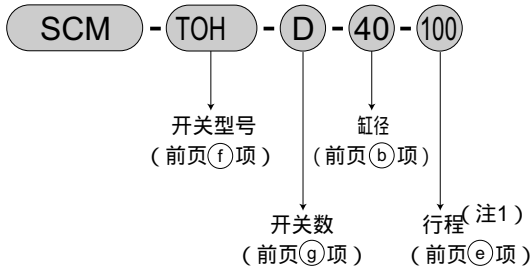 SCM - TOH - D - 40 - 100
开关型号 缸径
（前页ⓕ项） （前页ⓑ项）
开关数 行程（注1）
（前页ⓖ项） （前页ⓔ项）